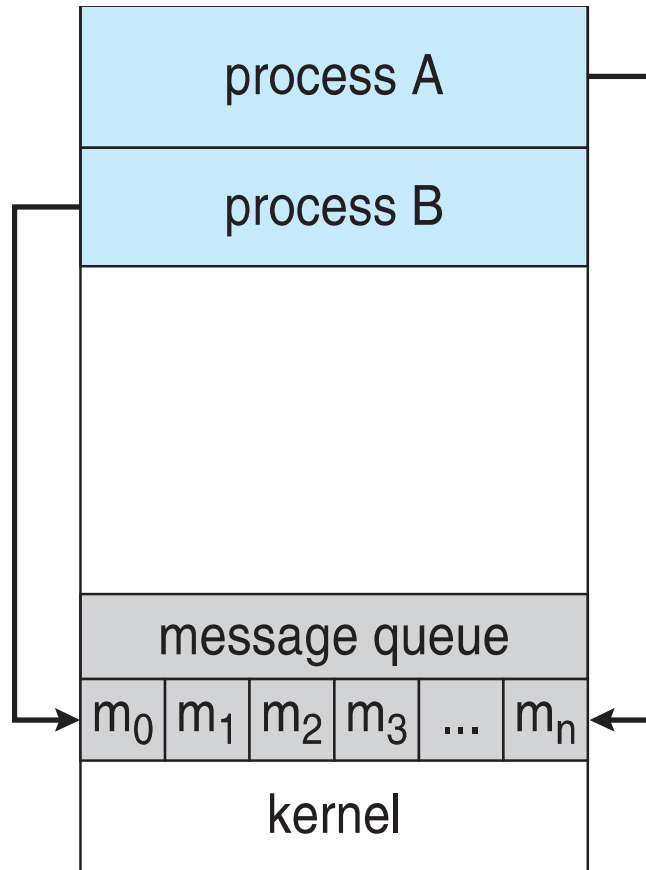 process A
process B
message queue
m₀ m₁ m₂ m₃ ... mₙ
kernel